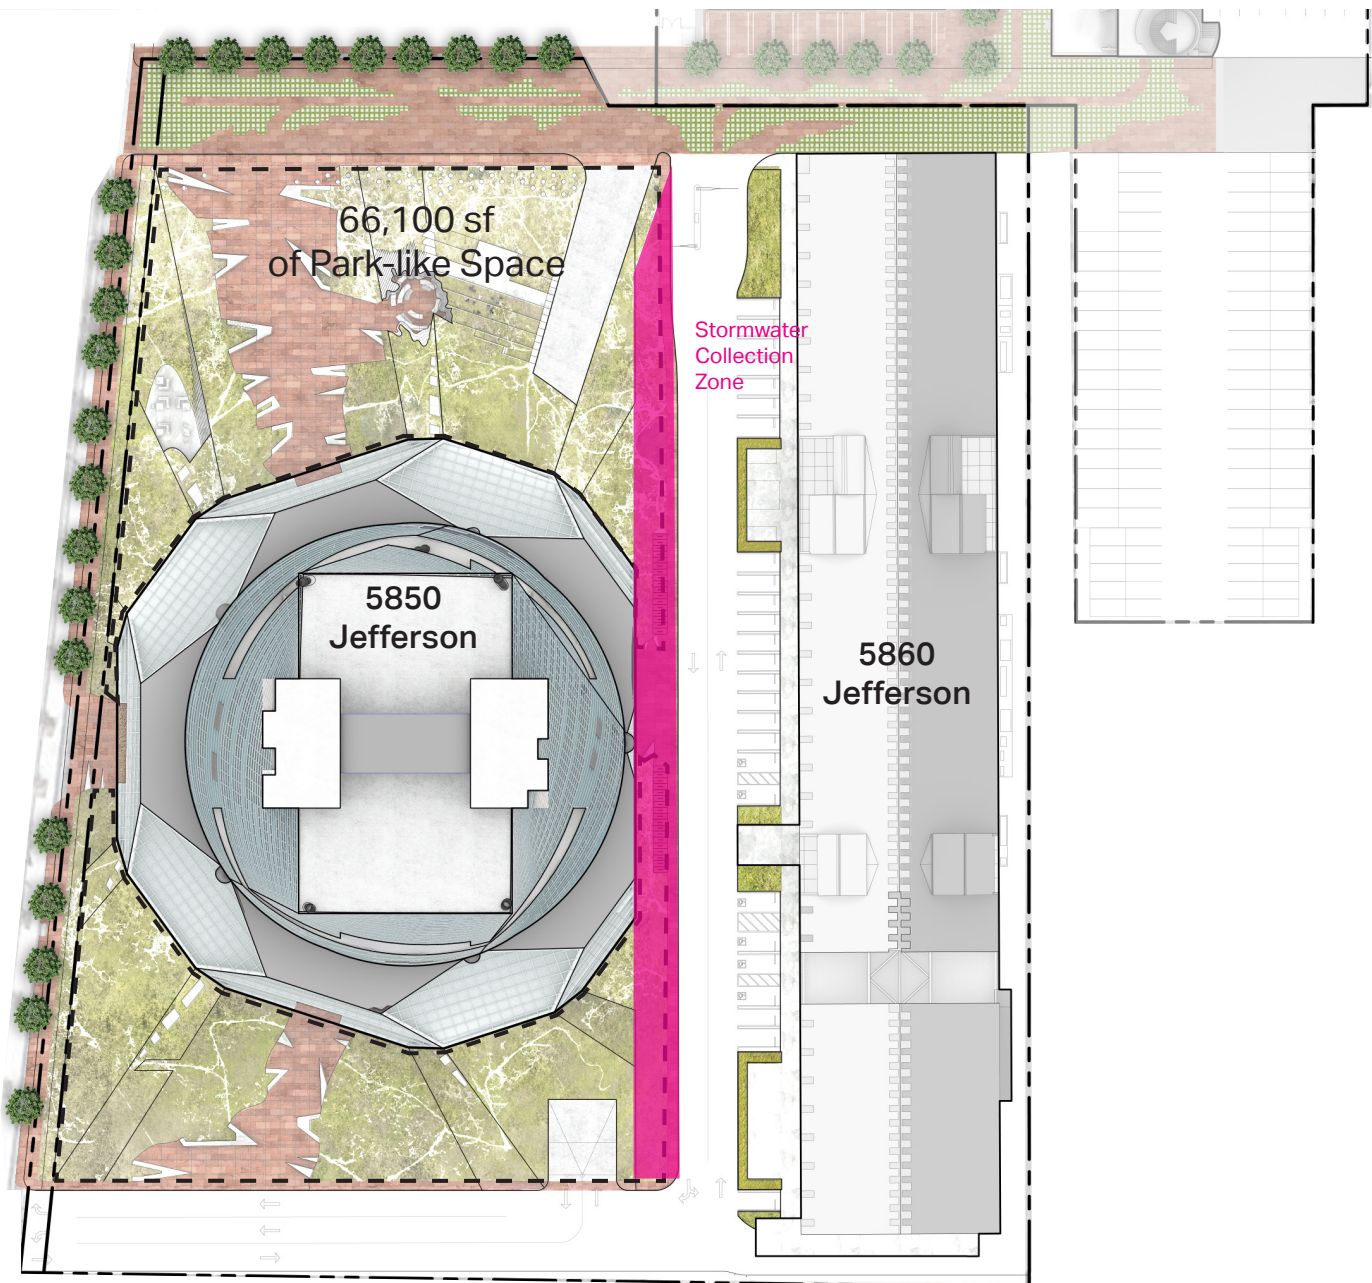 66,100 sf
of Park-like Space
Stormwater
Collection
Zone
5850
Jefferson
5860
Jefferson